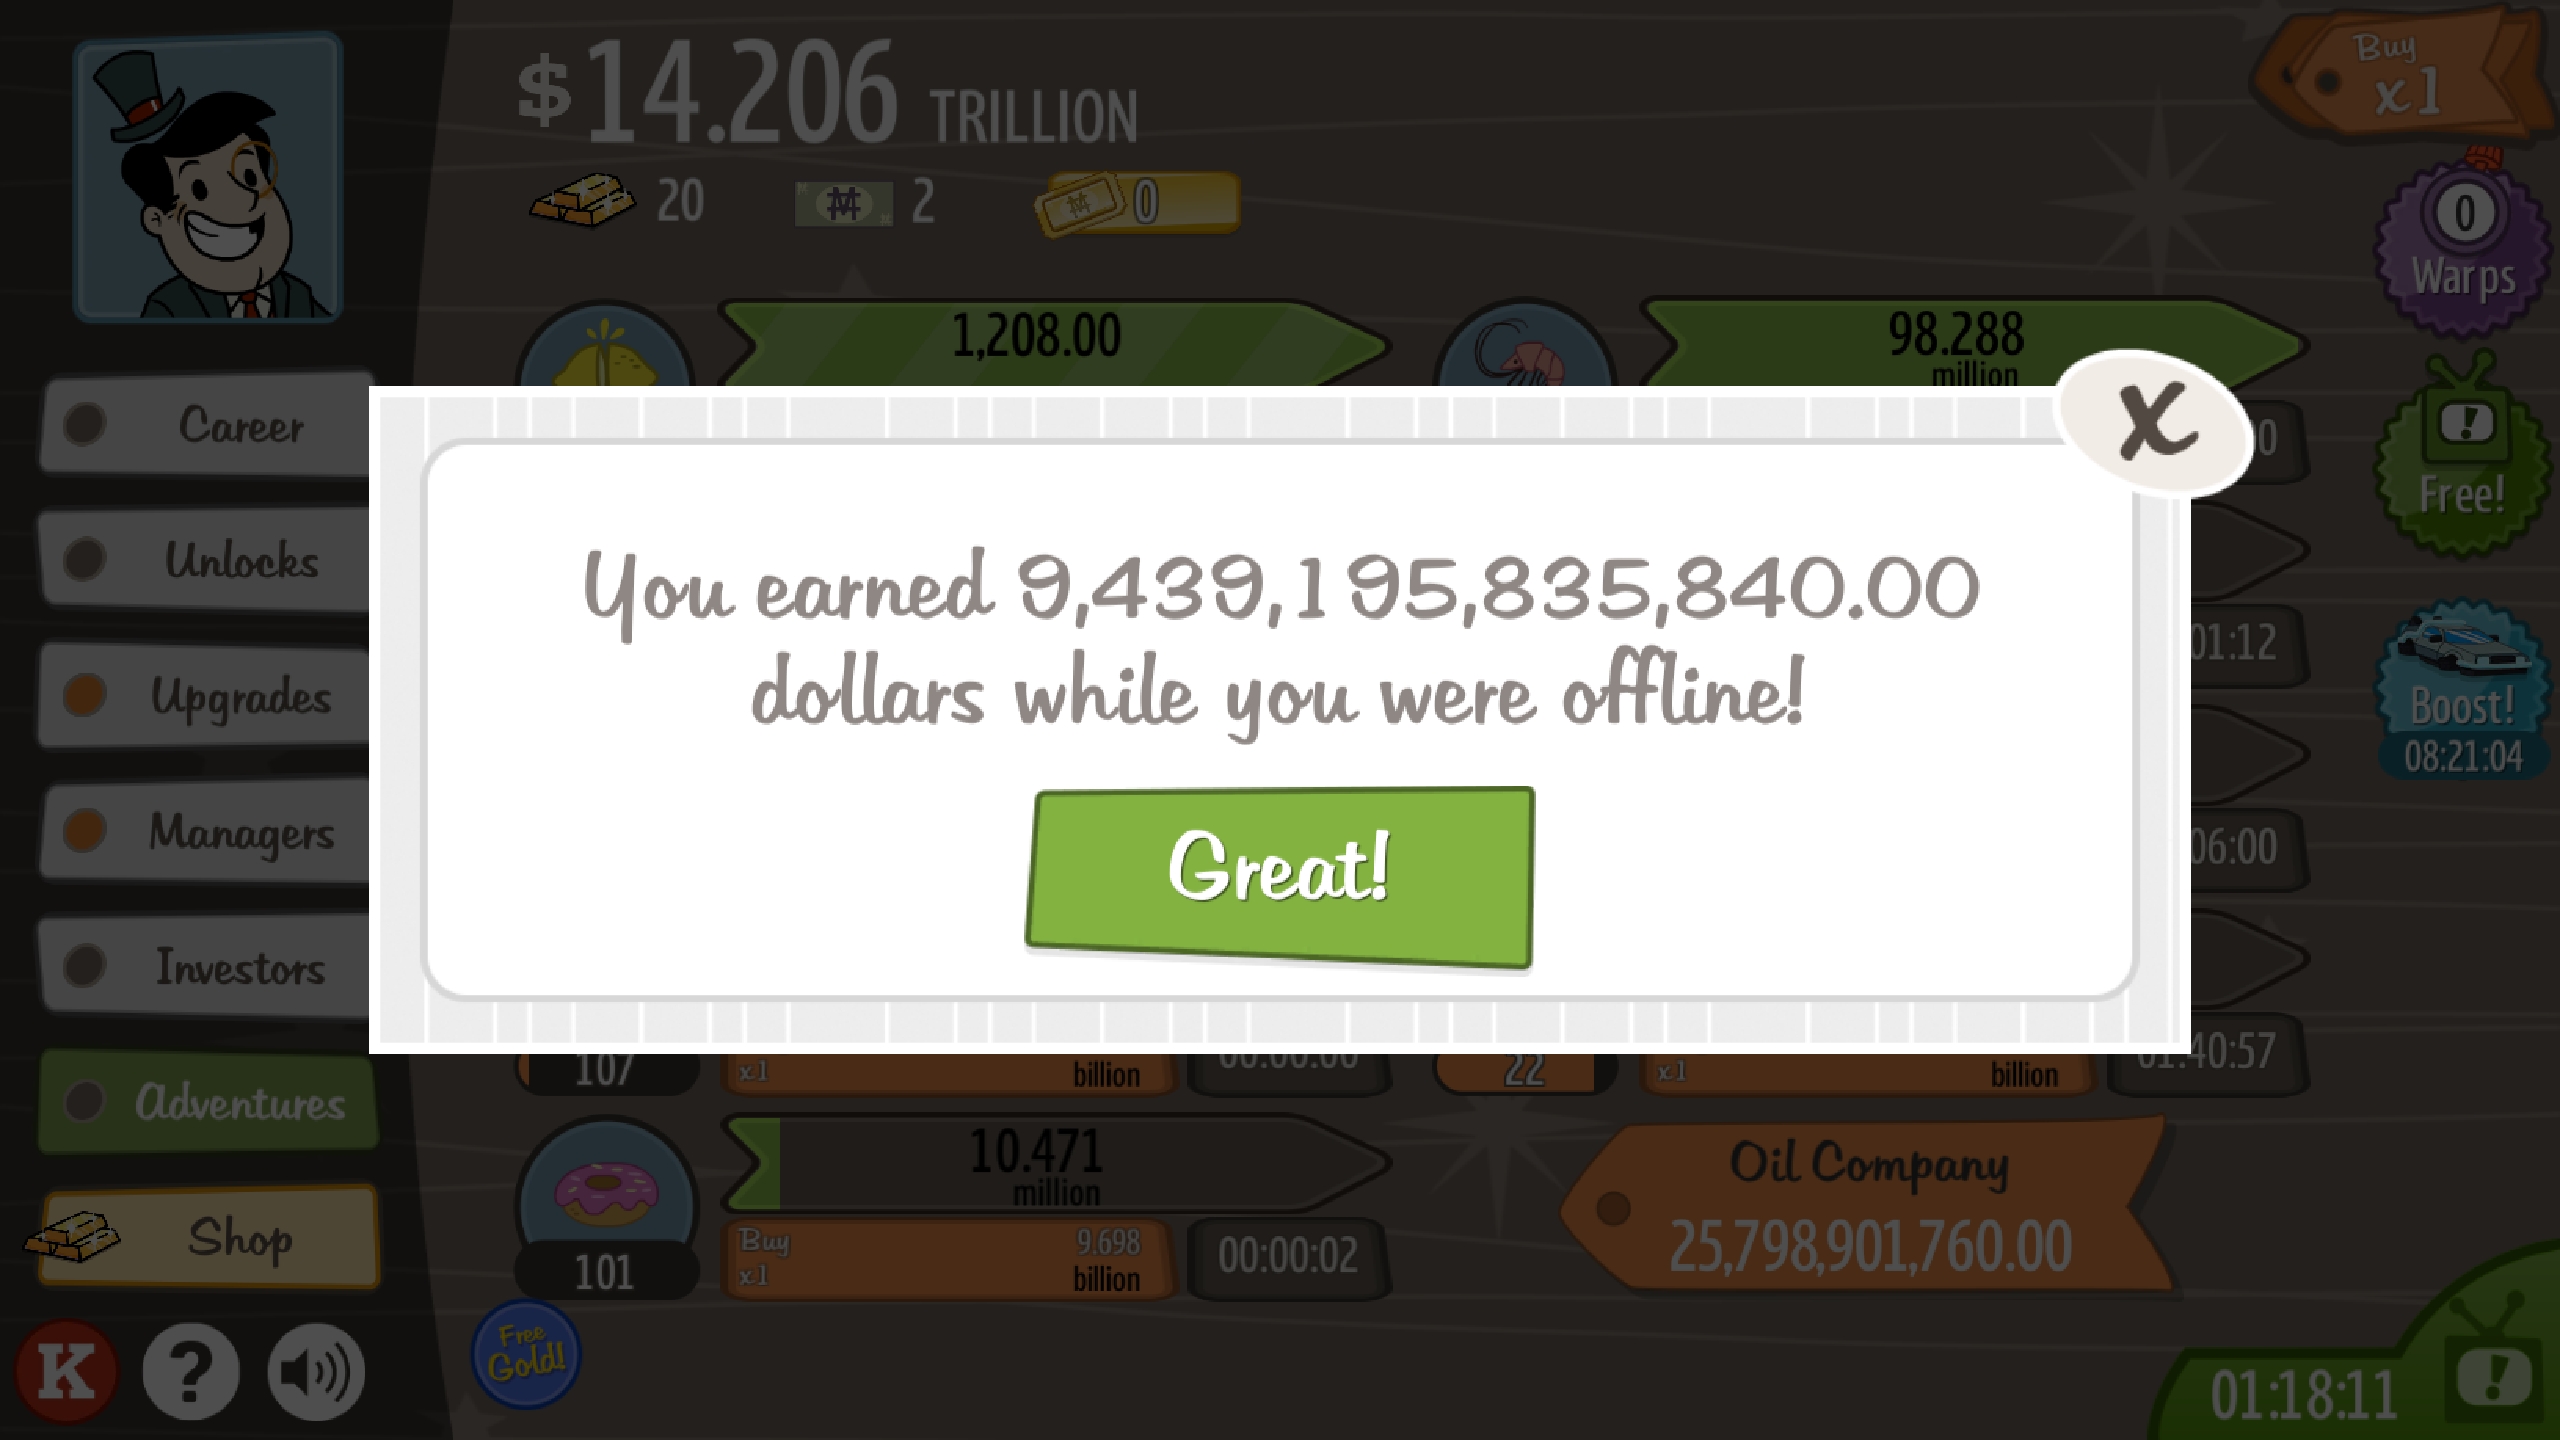 $14.206 TRILLION
20 2 0
Buy
x1
0
Warps
1,208.00
98.288
million
Career
Unlocks
Upgrades
Managers
Investors
Adventures
Shop
x
You earned 9,439,195,835,840.00
dollars while you were offline!
Great!
!
Free!
01:12
06:00
Boost!
08:21:04
107
x1
billion
22
x1
billion
01:40:57
10.471
million
101
Buy
x1
9.698
billion
00:00:02
Oil Company
25,798,901,760.00
K ?
Free
Gold!
01:18:11
!